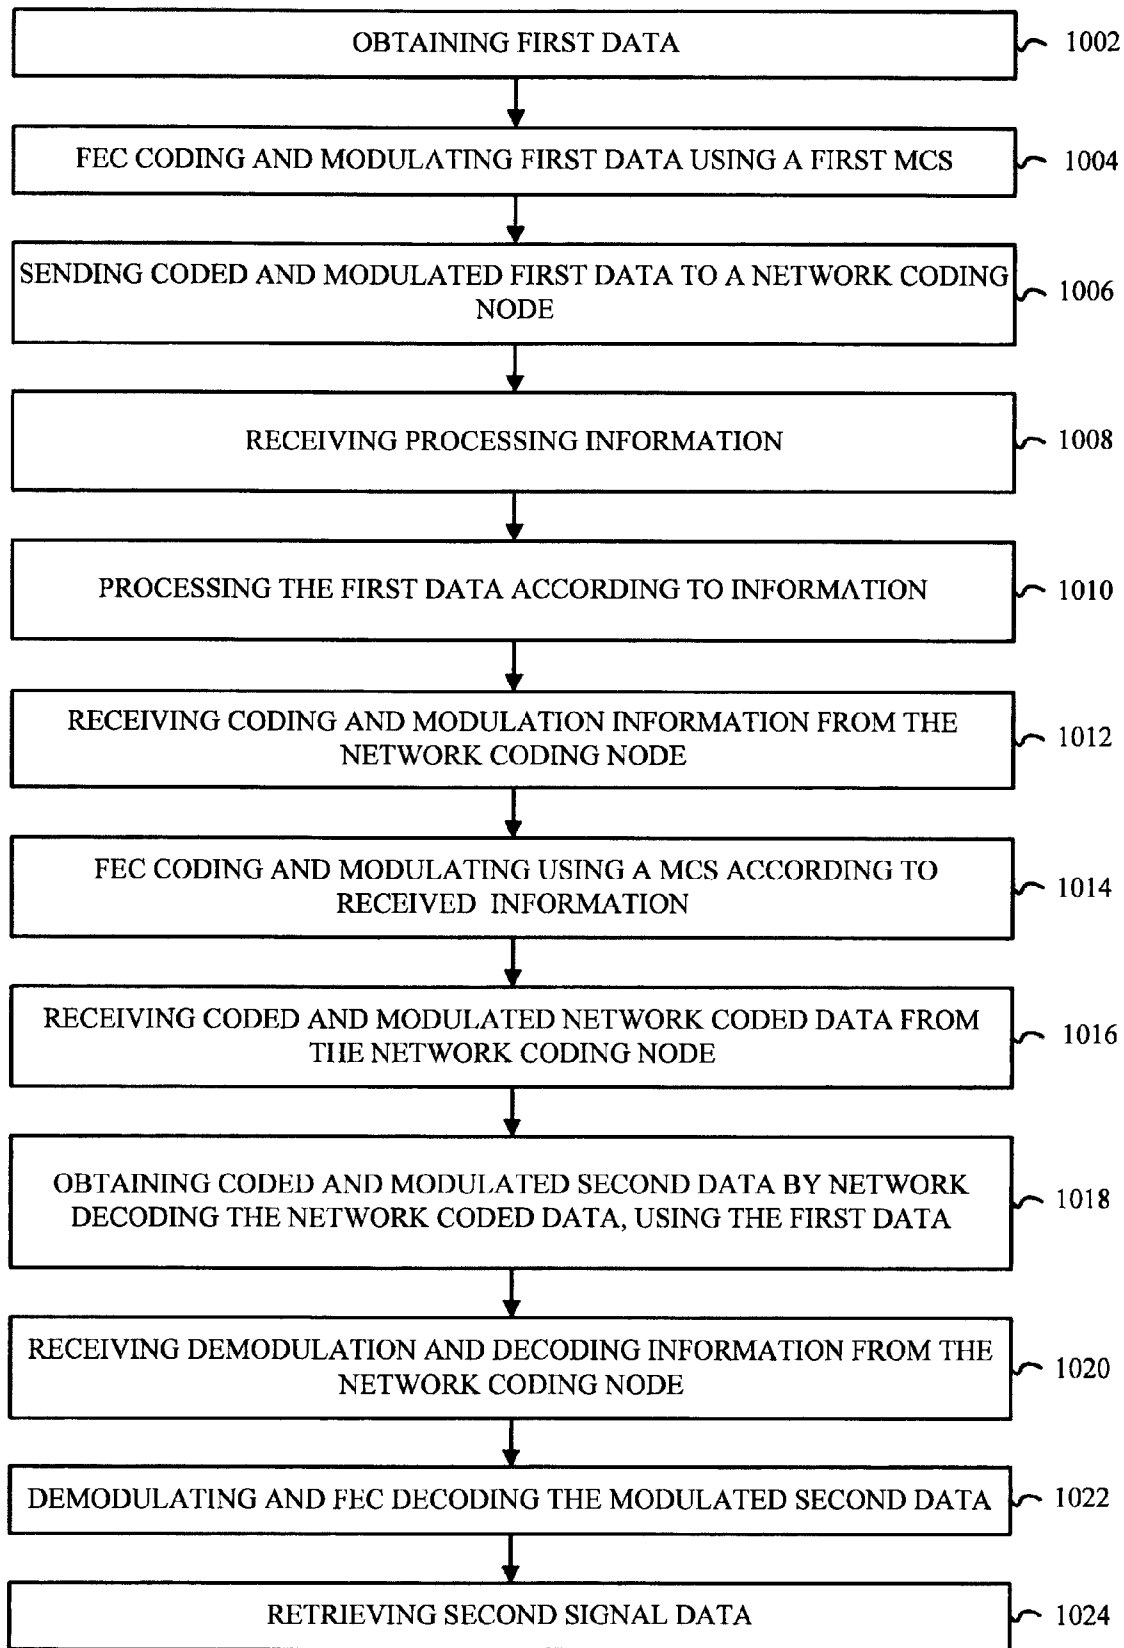 OBTAINING FIRST DATA
1002
FEC CODING AND MODULATING FIRST DATA USING A FIRST MCS
1004
SENDING CODED AND MODULATED FIRST DATA TO A NETWORK CODING
NODE
1006
RECEIVING PROCESSING INFORMATION
1008
PROCESSING THE FIRST DATA ACCORDING TO INFORMATION
1010
RECEIVING CODING AND MODULATION INFORMATION FROM THE
NETWORK CODING NODE
1012
FEC CODING AND MODULATING USING A MCS ACCORDING TO
RECEIVED INFORMATION
1014
RECEIVING CODED AND MODULATED NETWORK CODED DATA FROM
THE NETWORK CODING NODE
1016
OBTAINING CODED AND MODULATED SECOND DATA BY NETWORK
DECODING THE NETWORK CODED DATA, USING THE FIRST DATA
1018
RECEIVING DEMODULATION AND DECODING INFORMATION FROM THE
NETWORK CODING NODE
1020
DEMODULATING AND FEC DECODING THE MODULATED SECOND DATA
1022
RETRIEVING SECOND SIGNAL DATA
1024